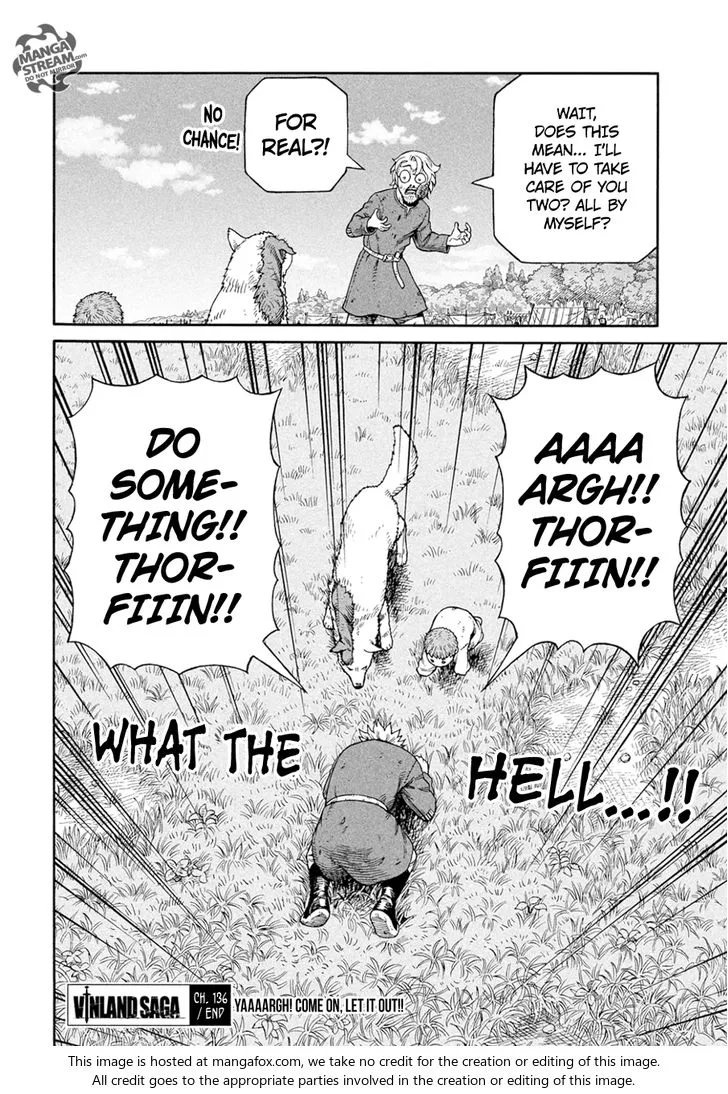 MANGA
STREAM.com
DO NOT MIRROR
WAIT,
DOES THIS
MEAN... I'LL
HAVE TO TAKE
CARE OF YOU
TWO? ALL BY
MYSELF?
FOR
REAL?!
NO
CHANCE!
AAAA
ARGH!!
THOR-
FIIIN!!
DO
SOME-
THING!!
THOR-
FIIIN!!
WHAT THE
HELL...!!
VINLAND SAGA
CH. 136
/ END
YAAAARGH! COME ON, LET IT OUT!!
This image is hosted at mangafox.com, we take no credit for the creation or editing of this image.
All credit goes to the appropriate parties involved in the creation or editing of this image.